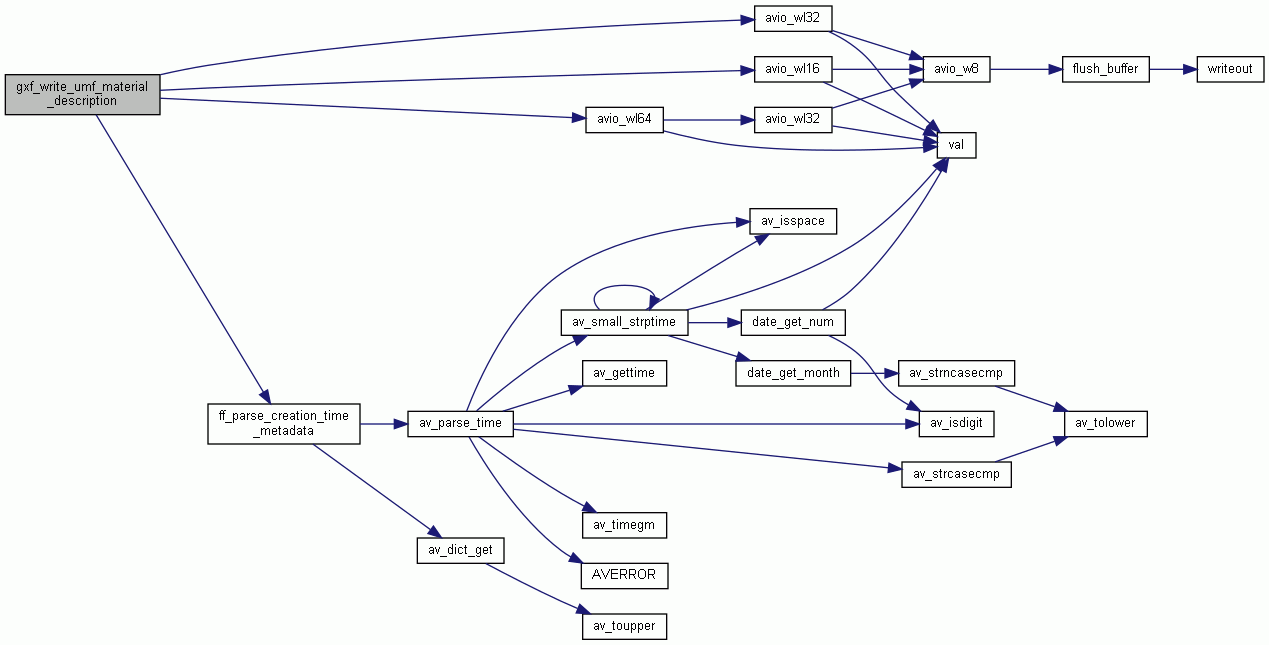 avio_wl32
gxf_write_umf_material
_description
avio_wl16
avio_w8
flush_buffer
writeout
avio_wl64
avio_wl32
val
av_isspace
av_small_strptime
date_get_num
av_gettime
date_get_month
av_strncasecmp
ff_parse_creation_time
_metadata
av_parse_time
av_isdigit
av_tolower
av_strcasecmp
av_timegm
av_dict_get
AVERROR
av_toupper